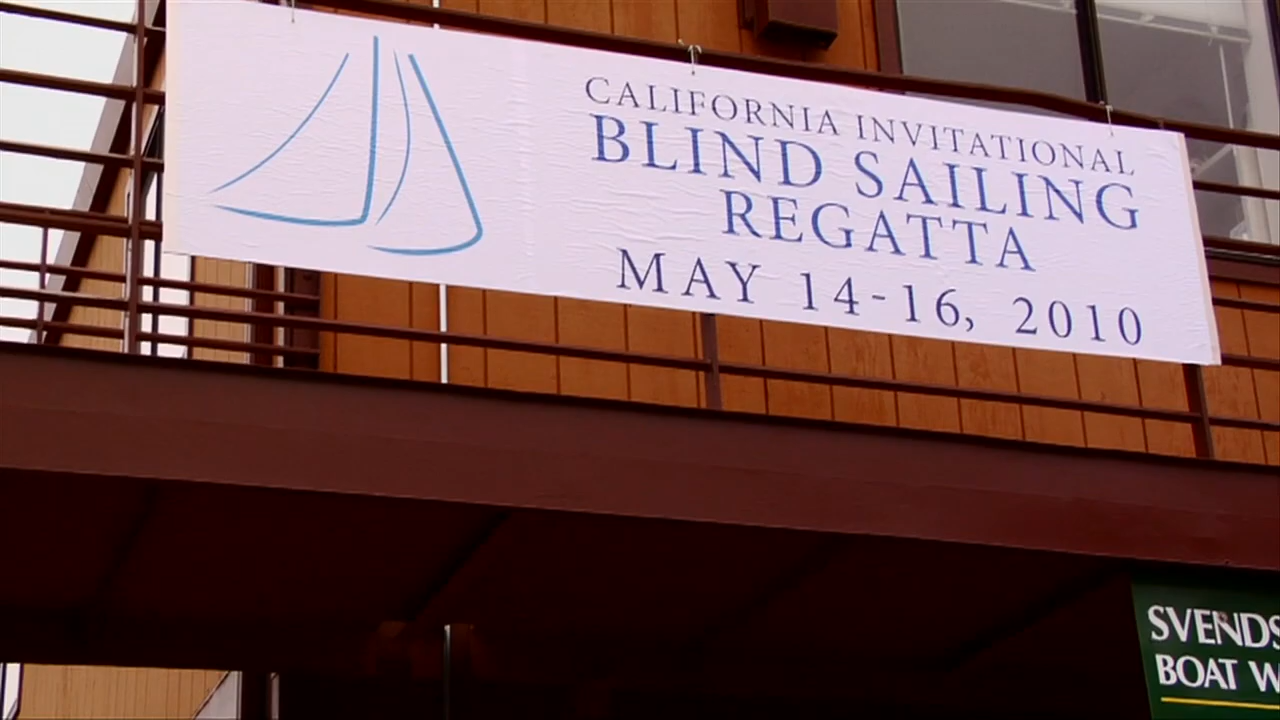 CALIFORNIA INVITATIONAL
BLIND SAILING
REGATTA
MAY 14-16, 2010
SVENDS
BOAT W